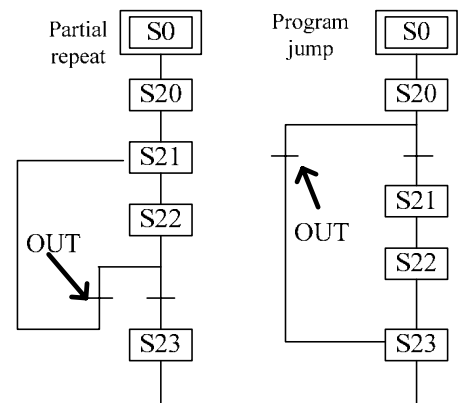 Partial
repeat
S0
S20
S21
S22
OUT
S23
Program
jump
S0
S20
OUT
S21
S22
S23